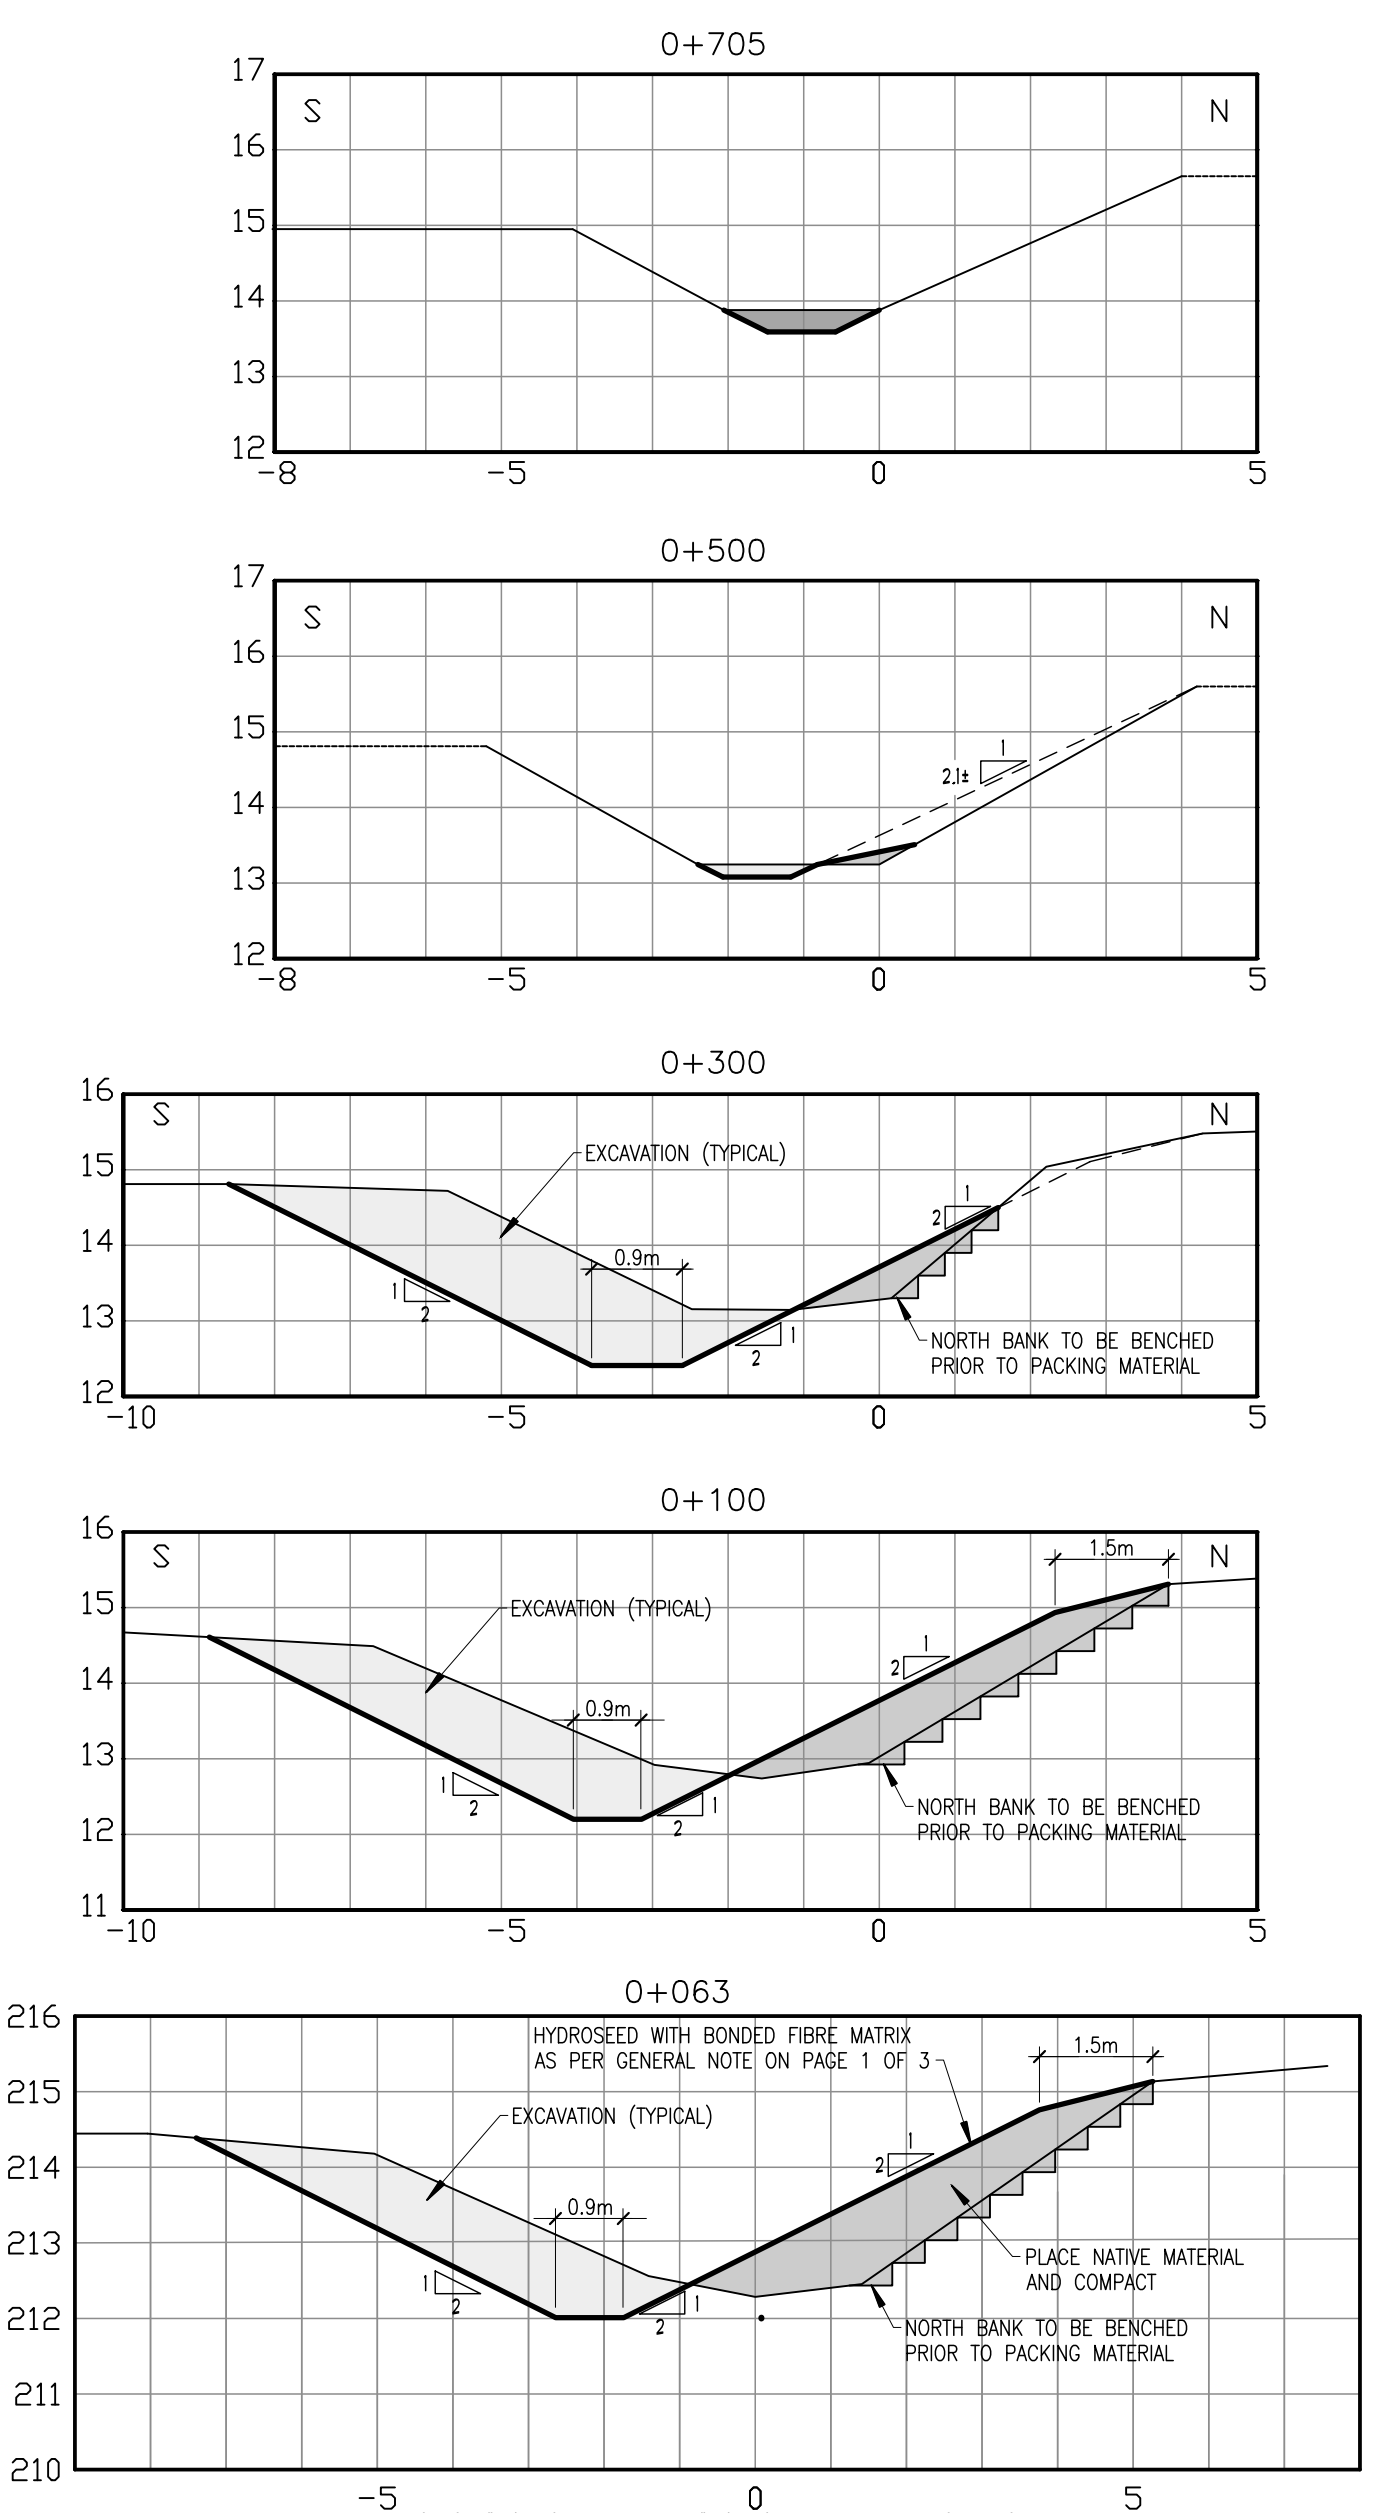 0+705
17
S
N
16
15
14
13
12
-8
-5
0
5
0+500
17
S
N
16
15
1
2.1±
14
13
12
-8
-5
0
5
0+300
16
S
N
EXCAVATION (TYPICAL)
15
1
2
14
0.9m
1
2
13
1
2
NORTH BANK TO BE BENCHED
PRIOR TO PACKING MATERIAL
12
-10
-5
0
5
0+100
16
S
N
1.5m
15
EXCAVATION (TYPICAL)
1
2
14
0.9m
13
1
2
1
2
NORTH BANK TO BE BENCHED
PRIOR TO PACKING MATERIAL
12
11
-10
-5
0
5
0+063
216
HYDROSEED WITH BONDED FIBRE MATRIX
AS PER GENERAL NOTE ON PAGE 1 OF 3
1.5m
215
EXCAVATION (TYPICAL)
1
2
214
0.9m
213
PLACE NATIVE MATERIAL
AND COMPACT
1
2
1
2
212
NORTH BANK TO BE BENCHED
PRIOR TO PACKING MATERIAL
211
210
-5
0
5